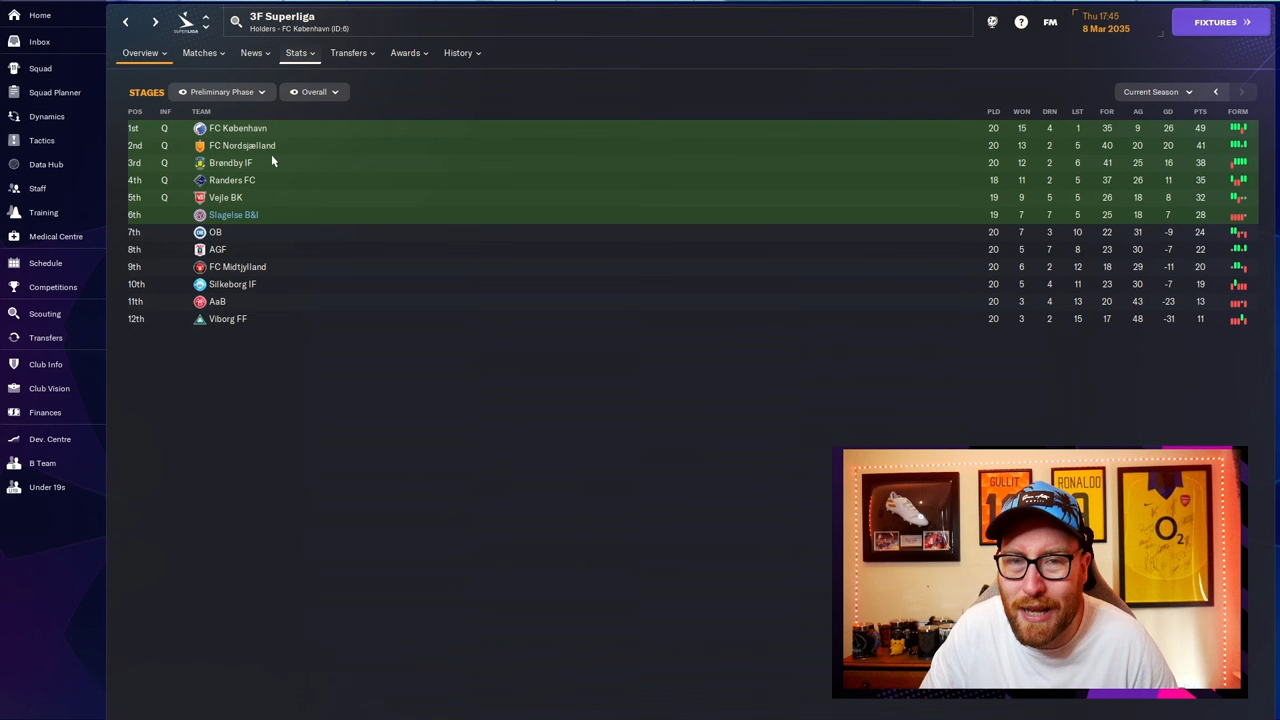 Home
3F Superliga
Holders - FC København (ID:6)
FM
Thu 17:45
8 Mar 2035
FIXTURES
SUPERLIGA
Inbox
Squad
Squad Planner
Dynamics
Tactics
Data Hub
Staff
Training
Medical Centre
Schedule
Competitions
Scouting
Transfers
Club Info
Club Vision
Finances
Dev. Centre
B Team
Under 19s
Overview Matches News Stats Transfers Awards History
STAGES Preliminary Phase Overall Current Season
POS INF TEAM PLD WON DRN LST FOR AG GD PTS FORM
1st Q FC København 20 15 4 1 35 9 26 49
2nd Q FC Nordsjælland 20 13 2 5 40 20 20 41
3rd Q Brøndby IF 20 12 2 6 41 25 16 38
4th Q Randers FC 18 11 2 5 37 26 11 35
5th Q Vejle BK 19 9 5 5 26 18 8 32
6th Slagelse B&I 19 7 7 5 25 18 7 28
7th OB 20 7 3 10 22 31 -9 24
8th AGF 20 5 7 8 23 30 -7 22
9th FC Midtjylland 20 6 2 12 18 29 -11 20
10th Silkeborg IF 20 5 4 11 23 30 -7 19
11th AaB 20 3 4 13 20 43 -23 13
12th Viborg FF 20 3 2 15 17 48 -31 11
GULLIT
RONALDO
O2